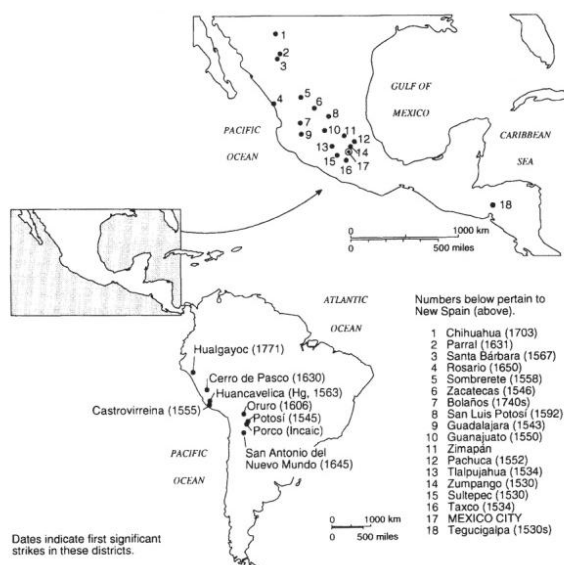 1
2
3
4
5
6
7
8
9
10
11
12
13
14
15
16
17
18
GULF OF
MEXICO
PACIFIC
OCEAN
CARIBBEAN
SEA
0 1000 km
0 500 miles
ATLANTIC
OCEAN
Hualgayoc (1771)
Cerro de Pasco (1630)
Huancavelica (Hg, 1563)
Castrovirreina (1555)
Oruro (1606)
Potosí (1545)
Porco (Incaic)
San Antonio del
Nuevo Mundo (1645)
PACIFIC
OCEAN
0 1000 km
0 500 miles
Dates indicate first significant
strikes in these districts.
Numbers below pertain to
New Spain (above).
1 Chihuahua (1703)
2 Parral (1631)
3 Santa Bárbara (1567)
4 Rosario (1650)
5 Sombrerete (1558)
6 Zacatecas (1546)
7 Bolaños (1740s)
8 San Luis Potosí (1592)
9 Guadalajara (1543)
10 Guanajuato (1550)
11 Zimapán
12 Pachuca (1552)
13 Tlalpujahua (1534)
14 Zumpango (1530)
15 Sultepec (1530)
16 Taxco (1534)
17 MEXICO CITY
18 Tegucigalpa (1530s)